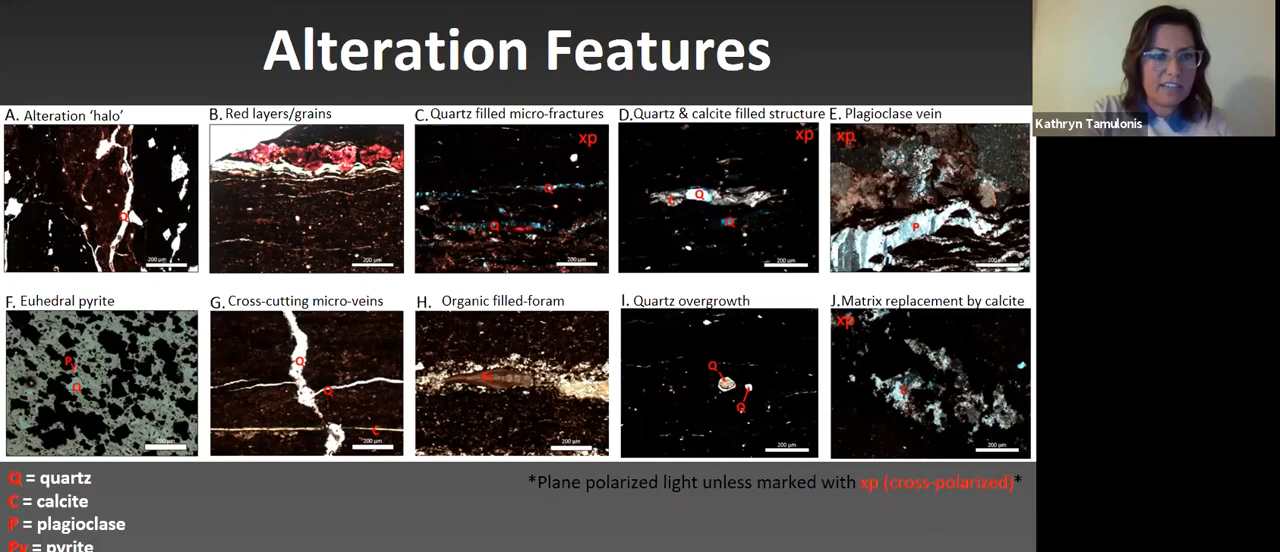 Alteration Features
Kathryn Tamulonis
A. Alteration 'halo'
B. Red layers/grains
C. Quartz filled micro-fractures
D. Quartz & calcite filled structure
E. Plagioclase vein
xp
xp
xp
Q
Q
Q
C
Q
Q
P
200 µm
200 µm
200 µm
200 µm
200 µm
F. Euhedral pyrite
G. Cross-cutting micro-veins
H. Organic filled-foram
I. Quartz overgrowth
J. Matrix replacement by calcite
xp
Py
Q
Q
Q
C
Q
Q
C
200 µm
200 µm
200 µm
200 µm
200 µm
Q = quartz
C = calcite
P = plagioclase
Py = pyrite
*Plane polarized light unless marked with xp (cross-polarized)*